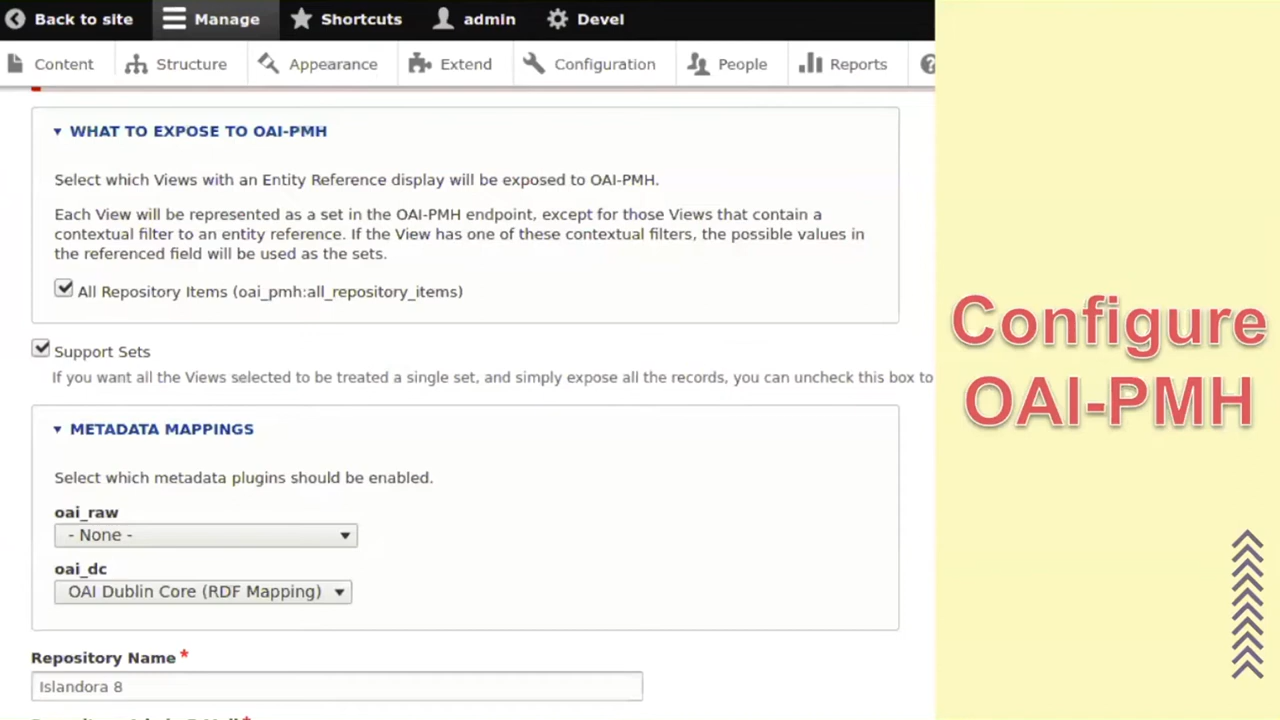 Back to site Manage Shortcuts admin Devel
Content Structure Appearance Extend Configuration People Reports
WHAT TO EXPOSE TO OAI-PMH
Select which Views with an Entity Reference display will be exposed to OAI-PMH.
Each View will be represented as a set in the OAI-PMH endpoint, except for those Views that contain a
contextual filter to an entity reference. If the View has one of these contextual filters, the possible values in
the referenced field will be used as the sets.
All Repository Items (oai_pmh:all_repository_items)
Support Sets
If you want all the Views selected to be treated a single set, and simply expose all the records, you can uncheck this box to
METADATA MAPPINGS
Select which metadata plugins should be enabled.
oai_raw
- None -
oai_dc
OAI Dublin Core (RDF Mapping)
Repository Name *
Islandora 8
Configure
OAI-PMH